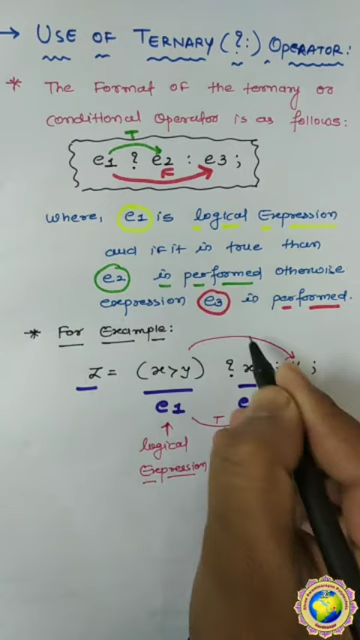 → USE OF TERNARY (?:) OPERATOR:
* The Format of the ternary or
conditional Operator is as follows:
T
e1 ? e2 : e3 ;
F
where, e1 is logical Expression
and if it is true than
e2 is performed otherwise
expression e3 is performed.
* For Example:
Z = (x>y) ? x ;
e1 T e
logical
Expression